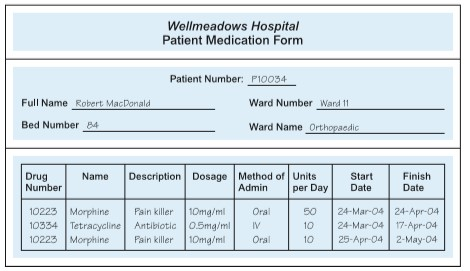 Wellmeadows Hospital
Patient Medication Form
Patient Number: P10034
Full Name Robert MacDonald Ward Number Ward 11
Bed Number 84 Ward Name Orthopaedic
Drug Number Name Description Dosage Method of Admin Units per Day Start Date Finish Date
10223 Morphine Pain killer 10mg/ml Oral 50 24-Mar-04 24-Apr-04
10334 Tetracycline Antibiotic 0.5mg/ml IV 10 24-Mar-04 17-Apr-04
10223 Morphine Pain killer 10mg/ml Oral 10 25-Apr-04 2-May-04